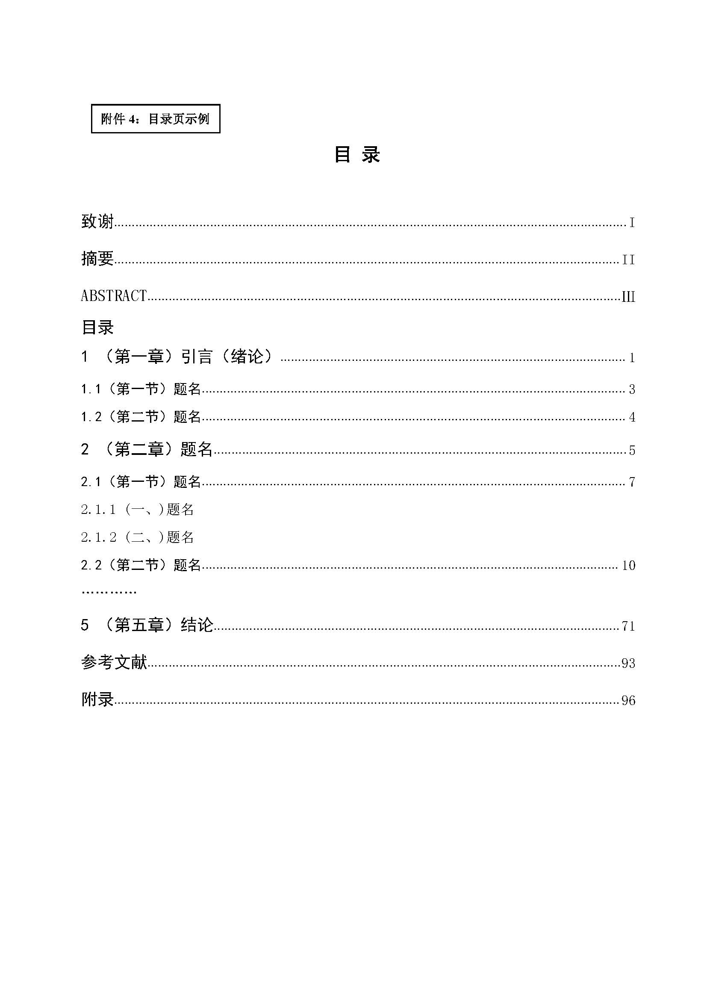 附件 4：目录页示例
目 录
致谢........................................................................ I
摘要........................................................................ II
ABSTRACT........................................................................III
目录
1 （第一章）引言（绪论）........................................................................ 1
1.1（第一节）题名........................................................................ 3
1.2（第二节）题名........................................................................ 4
2 （第二章）题名........................................................................ 5
2.1（第一节）题名........................................................................ 7
2.1.1 (一、)题名
2.1.2 (二、)题名
2.2（第二节）题名........................................................................ 10
…………
5 （第五章）结论........................................................................ 71
参考文献........................................................................93
附录........................................................................96